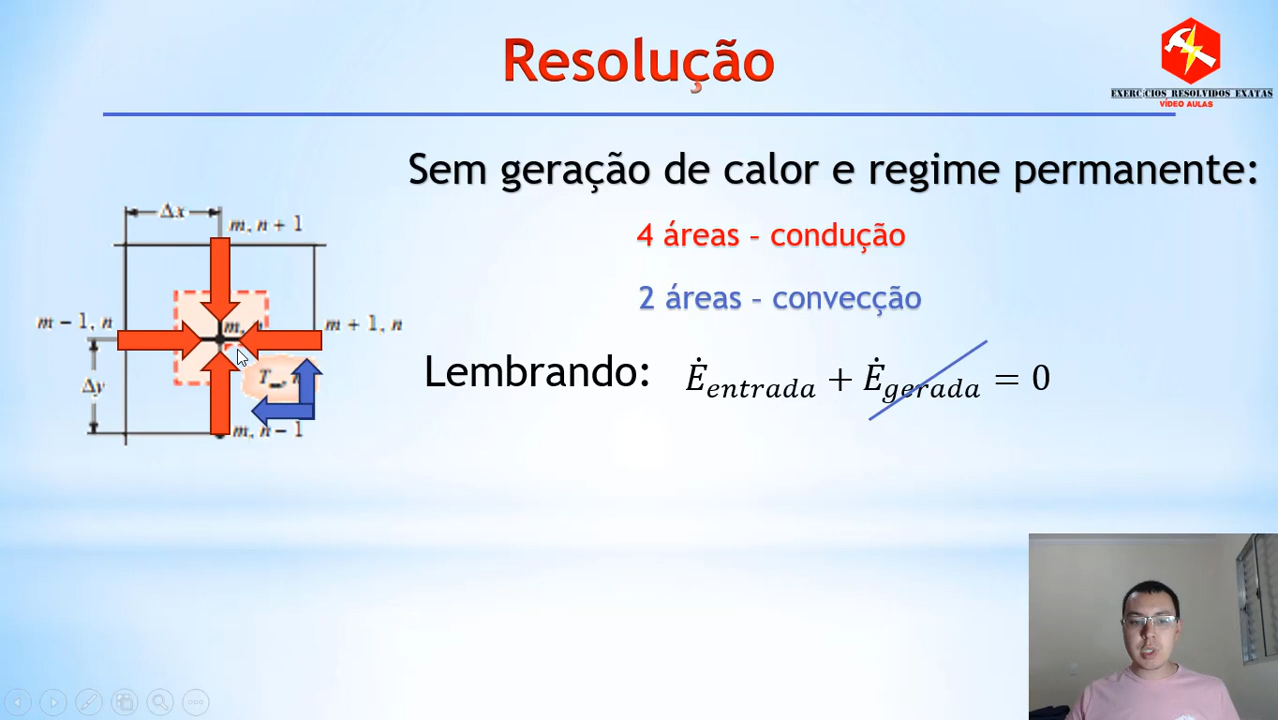 Resolução
EXERCÍCIOS RESOLVIDOS EXATAS
VÍDEO AULAS
Sem geração de calor e regime permanente:
4 áreas – condução
2 áreas – convecção
Lembrando: Ė_entrada + Ė_gerada = 0
Δx
m, n + 1
m − 1, n
m,
m + 1, n
Δy
T∞,
m, n − 1